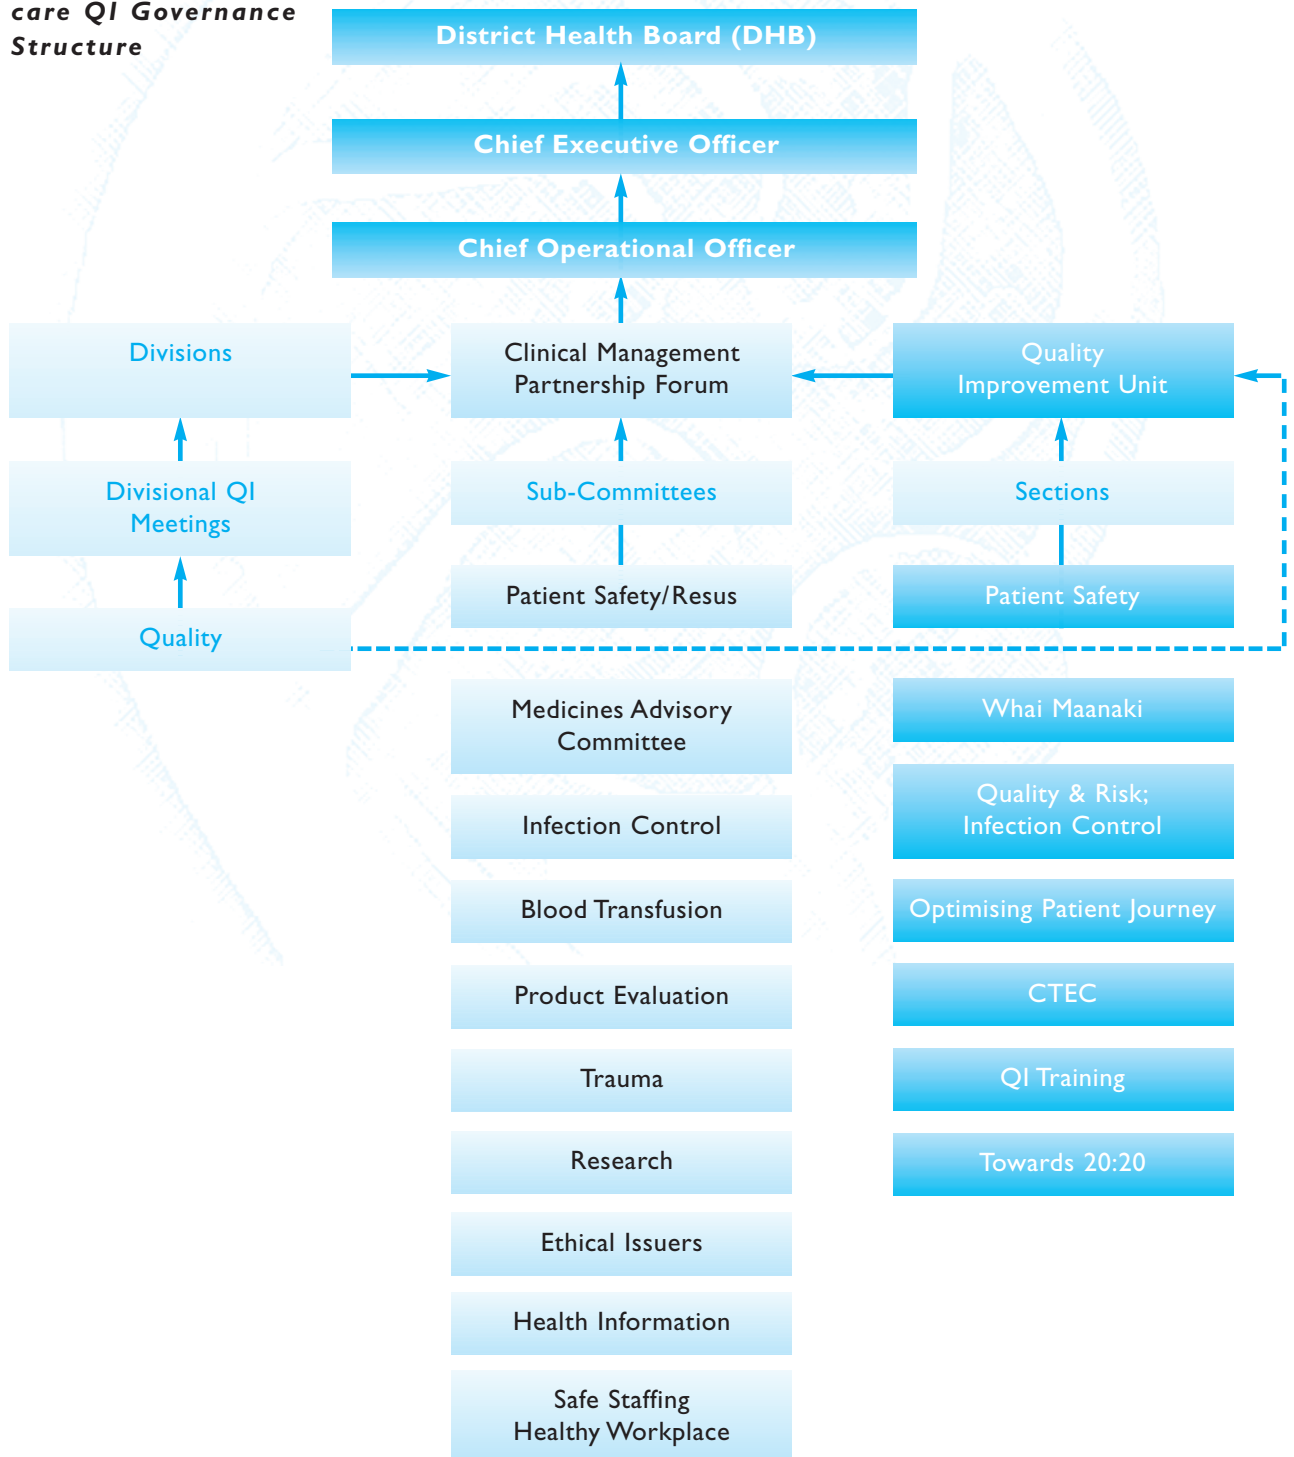 care QI Governance
Structure
District Health Board (DHB)
Chief Executive Officer
Chief Operational Officer
Divisions
Clinical Management
Partnership Forum
Quality
Improvement Unit
Divisional QI
Meetings
Sub-Committees
Sections
Patient Safety/Resus
Patient Safety
Quality
Medicines Advisory
Committee
Whai Maanaki
Infection Control
Quality & Risk;
Infection Control
Blood Transfusion
Optimising Patient Journey
Product Evaluation
CTEC
Trauma
QI Training
Research
Towards 20:20
Ethical Issuers
Health Information
Safe Staffing
Healthy Workplace